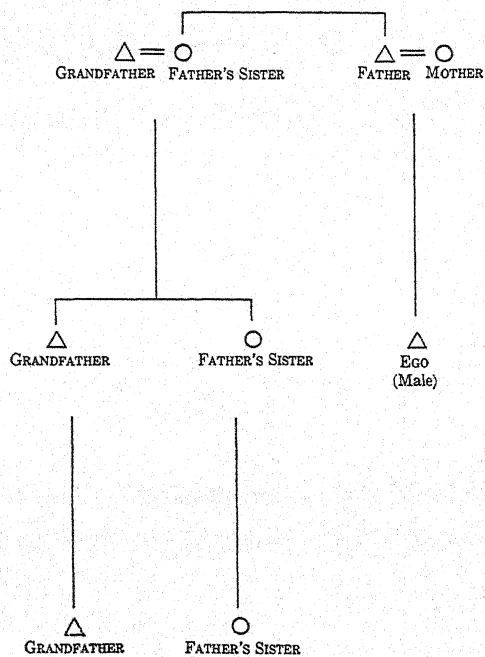 GRANDFATHER FATHER'S SISTER FATHER MOTHER
GRANDFATHER FATHER'S SISTER EGO
(Male)
GRANDFATHER FATHER'S SISTER